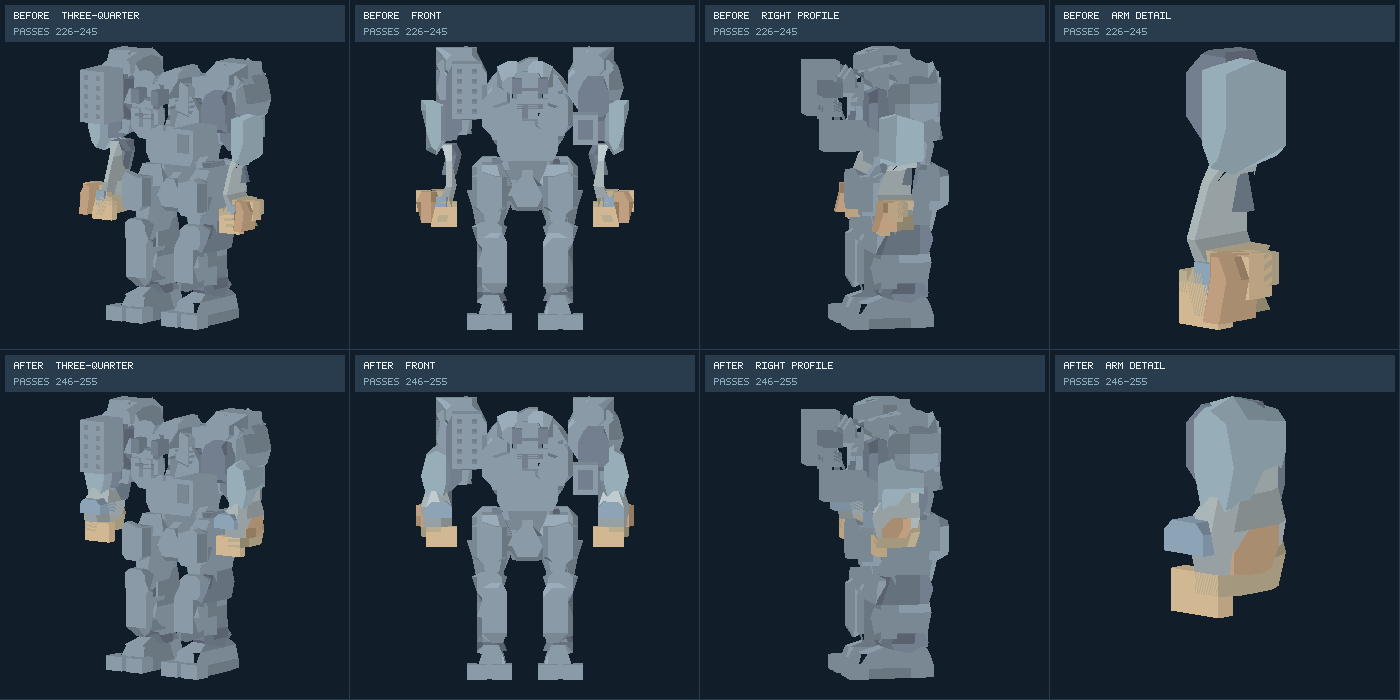 BEFORE  THREE-QUARTER
PASSES 226-245
BEFORE  FRONT
PASSES 226-245
BEFORE  RIGHT PROFILE
PASSES 226-245
BEFORE  ARM DETAIL
PASSES 226-245
AFTER  THREE-QUARTER
PASSES 246-255
AFTER  FRONT
PASSES 246-255
AFTER  RIGHT PROFILE
PASSES 246-255
AFTER  ARM DETAIL
PASSES 246-255